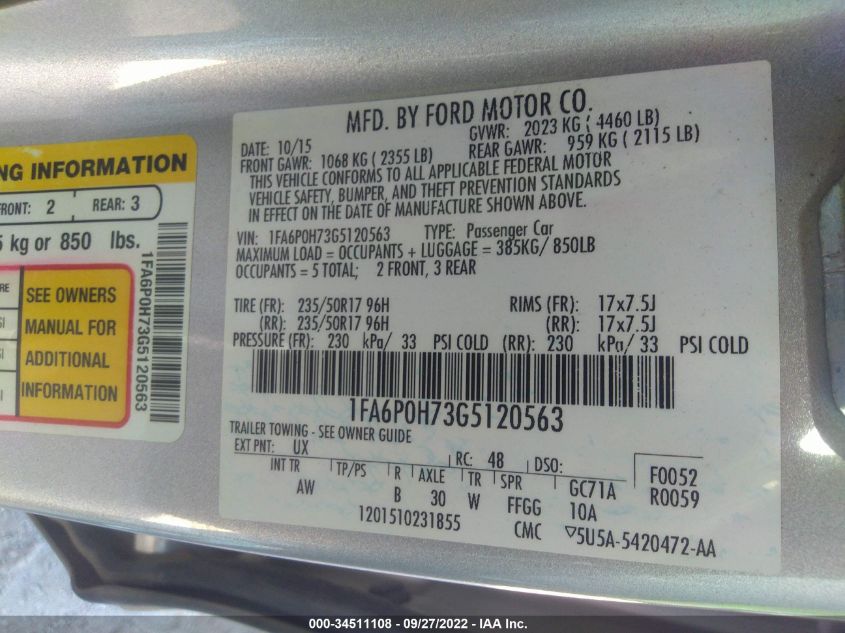 NG INFORMATION
FRONT: 2 REAR: 3
kg or 850 lbs.
SEE OWNERS
MANUAL FOR
ADDITIONAL
INFORMATION
1FA6P0H73G5120563
MFD. BY FORD MOTOR CO.
DATE: 10/15 GVWR: 2023 KG ( 4460 LB)
FRONT GAWR: 1068 KG ( 2355 LB) REAR GAWR: 959 KG ( 2115 LB)
THIS VEHICLE CONFORMS TO ALL APPLICABLE FEDERAL MOTOR
VEHICLE SAFETY, BUMPER, AND THEFT PREVENTION STANDARDS
IN EFFECT ON THE DATE OF MANUFACTURE SHOWN ABOVE.
VIN: 1FA6P0H73G5120563 TYPE: Passenger Car
MAXIMUM LOAD = OCCUPANTS + LUGGAGE = 385KG/ 850LB
OCCUPANTS = 5 TOTAL; 2 FRONT, 3 REAR
TIRE (FR): 235/50R17 96H RIMS (FR): 17x7.5J
(RR): 235/50R17 96H (RR): 17x7.5J
PRESSURE (FR): 230 kPa/ 33 PSI COLD (RR): 230 kPa/ 33 PSI COLD
1FA6P0H73G5120563
TRAILER TOWING - SEE OWNER GUIDE
EXT PNT: UX RC: 48 DSO: F0052
INT TR TP/PS R AXLE TR SPR GC71A R0059
AW B 30 W FFGG 10A
1201510231855 CMC ▽5U5A-5420472-AA
000-34511108 - 09/27/2022 - IAA Inc.